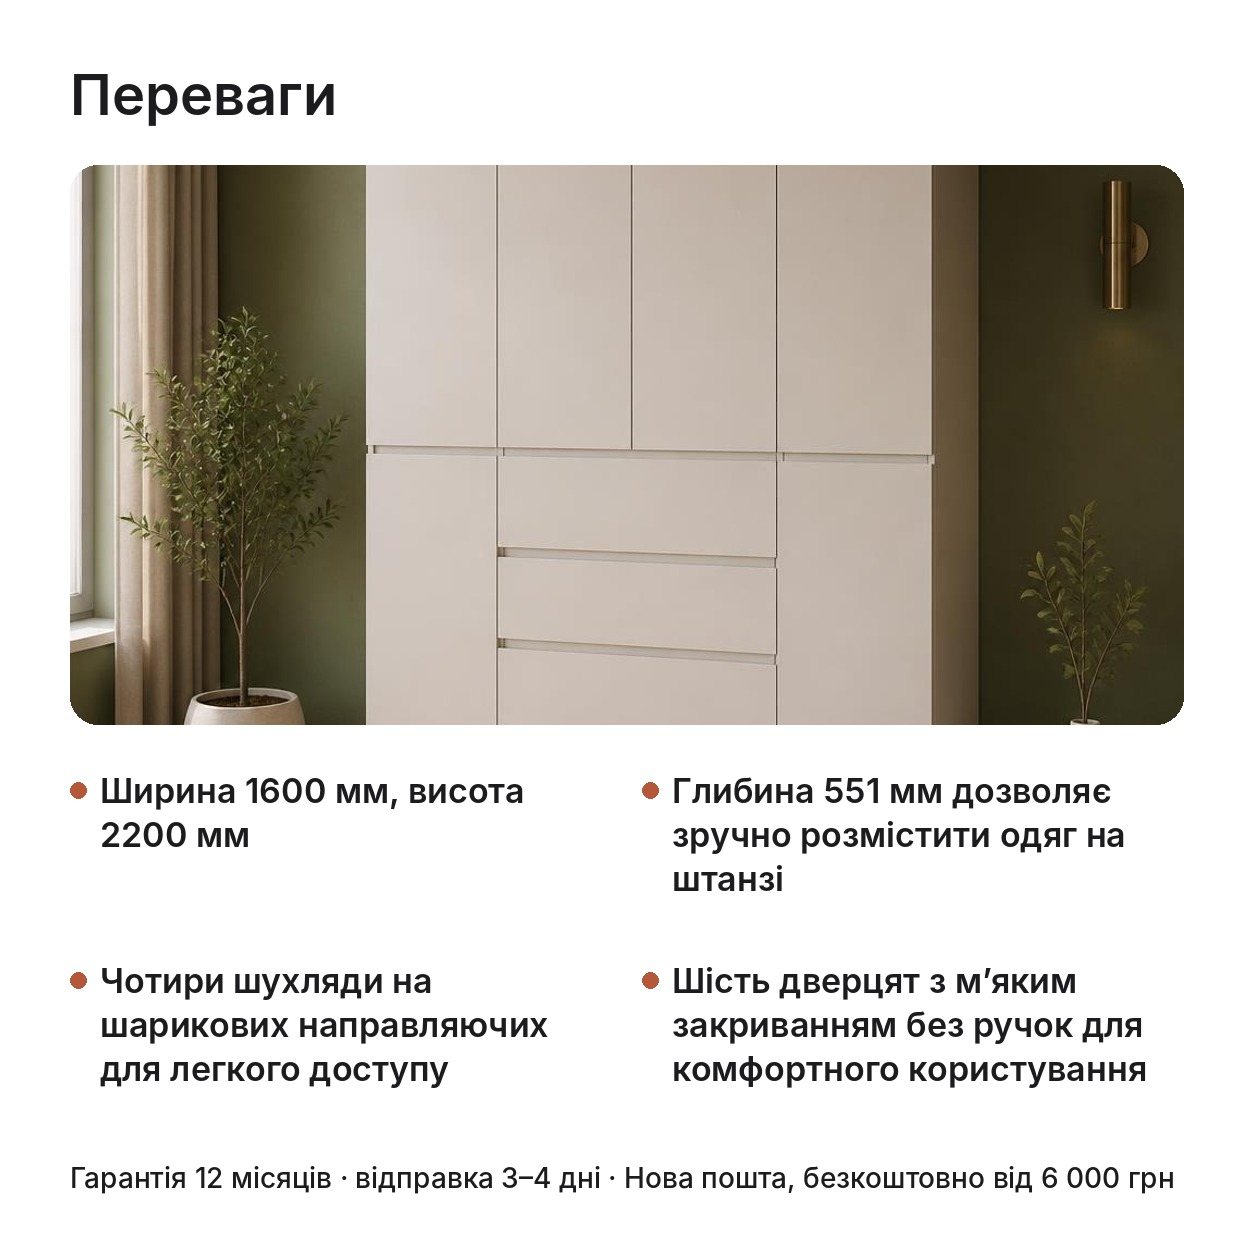 Переваги
Ширина 1600 мм, висота
2200 мм
Глибина 551 мм дозволяє
зручно розмістити одяг на
штанзі
Чотири шухляди на
шарикових направляючих
для легкого доступу
Шість дверцят з м’яким
закриванням без ручок для
комфортного користування
Гарантія 12 місяців · відправка 3–4 дні · Нова пошта, безкоштовно від 6 000 грн